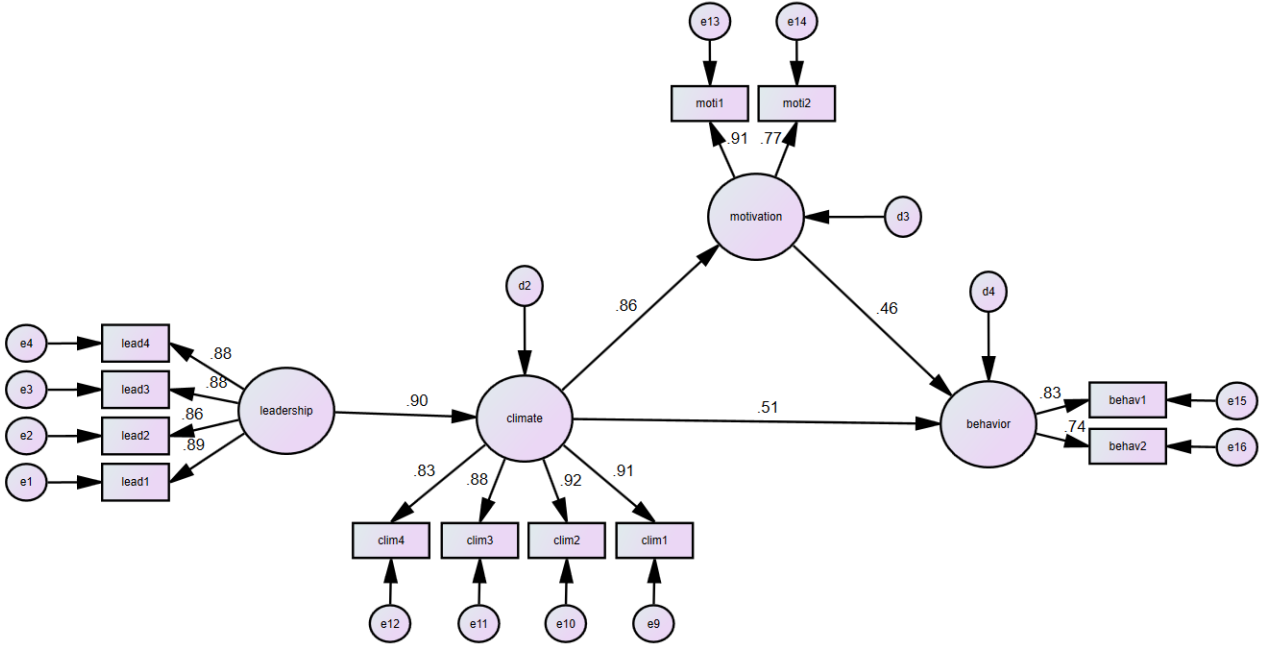 e13
e14
moti1
moti2
.91
.77
motivation
d3
d2
.86
.46
d4
e4
lead4
.88
e3
lead3
.88
leadership
.90
climate
.51
behavior
.83
behav1
e15
e2
lead2
.86
.74
behav2
e16
e1
lead1
.89
.83
.88
.92
.91
clim4
clim3
clim2
clim1
e12
e11
e10
e9